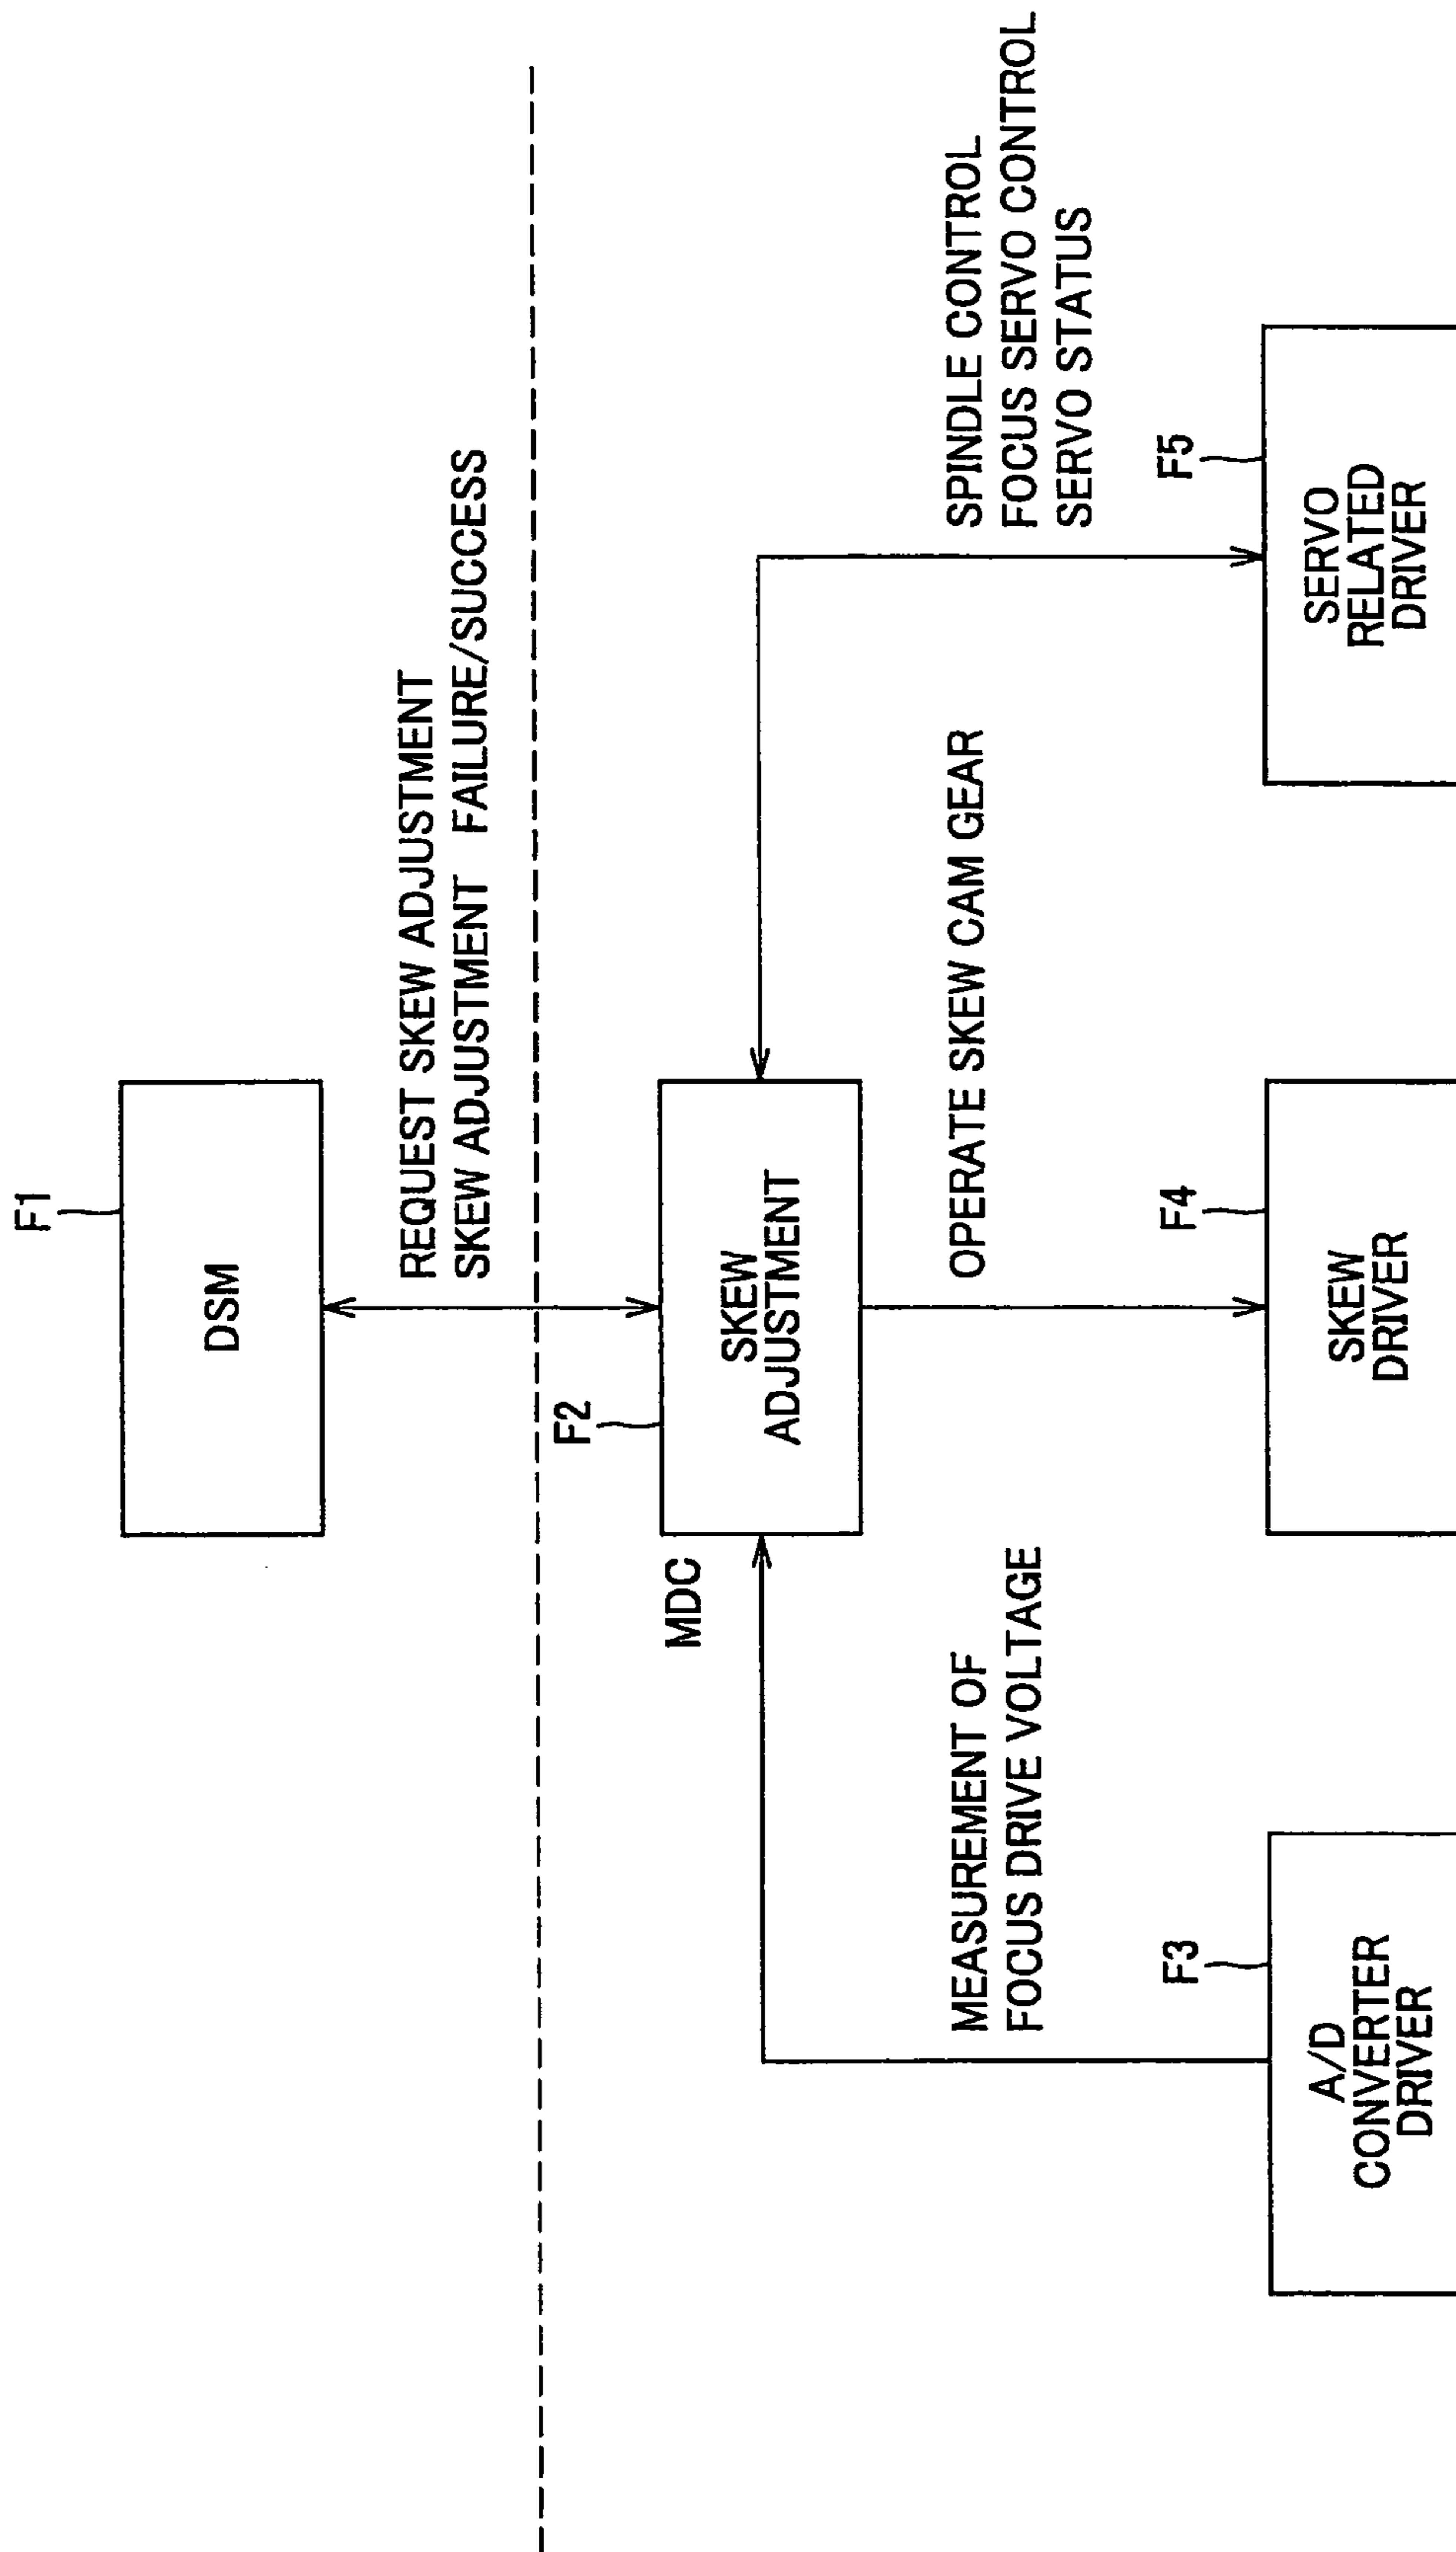 F1
DSM
REQUEST SKEW ADJUSTMENT
SKEW ADJUSTMENT FAILURE/SUCCESS
F2
MDC
SKEW
ADJUSTMENT
MEASUREMENT OF
FOCUS DRIVE VOLTAGE
OPERATE SKEW CAM GEAR
SPINDLE CONTROL
FOCUS SERVO CONTROL
SERVO STATUS
F3
A/D
CONVERTER
DRIVER
F4
SKEW
DRIVER
F5
SERVO
RELATED
DRIVER